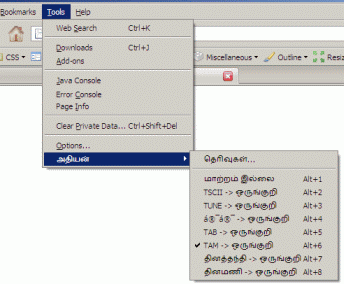 Bookmarks Tools Help
Web Search Ctrl+K
Downloads Ctrl+J
Add-ons
CSS
Miscellaneous
Outline
Resiz
Java Console
Error Console
Page Info
Clear Private Data... Ctrl+Shift+Del
Options...
அதியன்
தெரிவுகள்...
மாற்றம் இல்லை Alt+1
TSCII -> ஒருங்குறி Alt+2
TUNE -> ஒருங்குறி Alt+3
-> ஒருங்குறி Alt+4
TAB -> ஒருங்குறி Alt+5
TAM -> ஒருங்குறி Alt+6
தினத்தந்தி -> ஒருங்குறி Alt+7
தினமணி -> ஒருங்குறி Alt+8